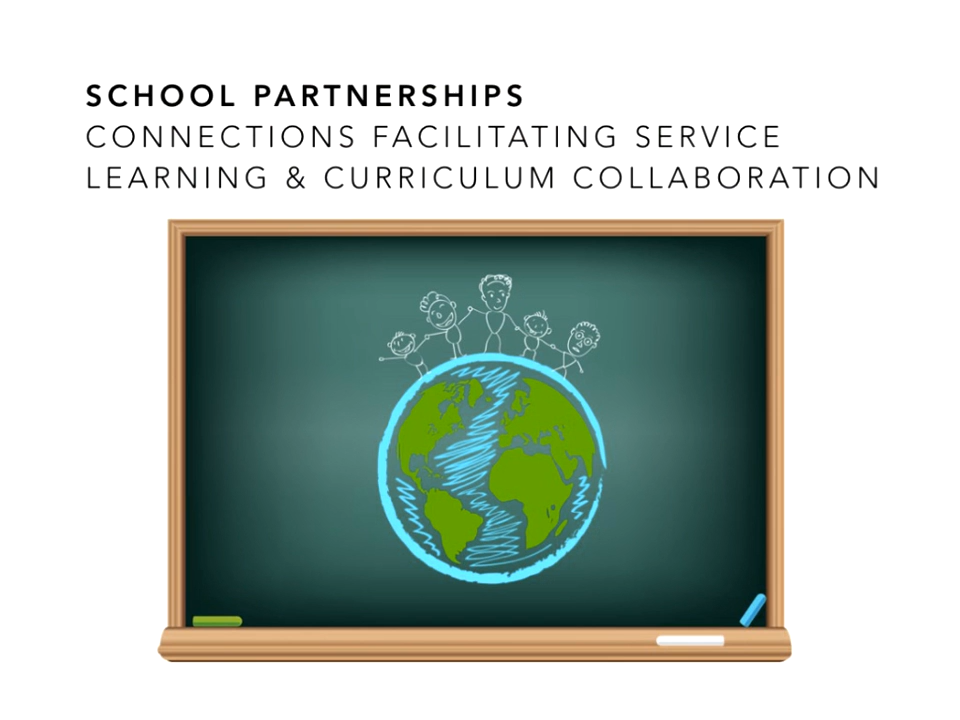 SCHOOL PARTNERSHIPS
CONNECTIONS FACILITATING SERVICE
LEARNING & CURRICULUM COLLABORATION